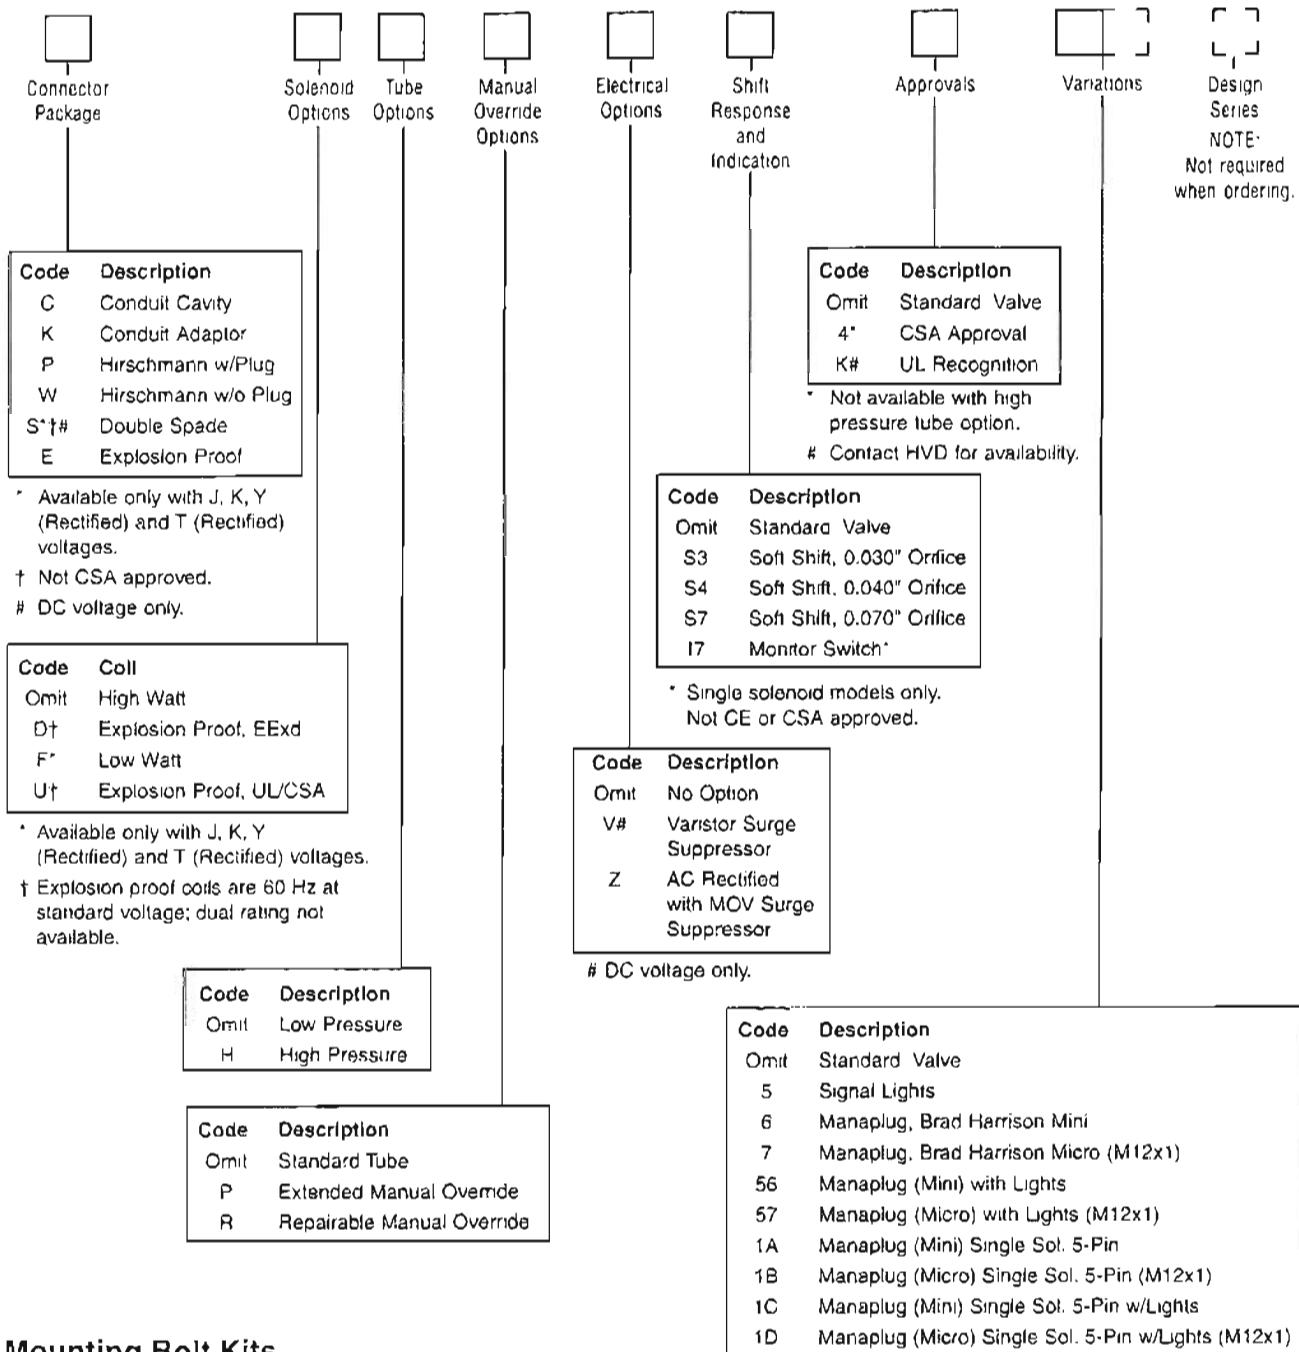 Connector
Package
Solenoid
Options
Tube
Options
Manual
Override
Options
Electrical
Options
Shift
Response
and
Indication
Approvals
Variations
Design
Series
NOTE:
Not required
when ordering.
Code Description
C Conduit Cavity
K Conduit Adaptor
P Hirschmann w/Plug
W Hirschmann w/o Plug
S*†# Double Spade
E Explosion Proof
* Available only with J, K, Y
(Rectified) and T (Rectified)
voltages.
† Not CSA approved.
# DC voltage only.
Code Description
Omit Standard Valve
4* CSA Approval
K# UL Recognition
* Not available with high
pressure tube option.
# Contact HVD for availability.
Code Description
Omit Standard Valve
S3 Soft Shift, 0.030" Orifice
S4 Soft Shift, 0.040" Orifice
S7 Soft Shift, 0.070" Orifice
I7 Monitor Switch*
* Single solenoid models only.
Not CE or CSA approved.
Code Coil
Omit High Watt
D† Explosion Proof, EExd
F* Low Watt
U† Explosion Proof, UL/CSA
* Available only with J, K, Y
(Rectified) and T (Rectified) voltages.
† Explosion proof coils are 60 Hz at
standard voltage; dual rating not
available.
Code Description
Omit No Option
V# Varistor Surge
Suppressor
Z AC Rectified
with MOV Surge
Suppressor
# DC voltage only.
Code Description
Omit Low Pressure
H High Pressure
Code Description
Omit Standard Tube
P Extended Manual Override
R Repairable Manual Override
Code Description
Omit Standard Valve
5 Signal Lights
6 Manaplug, Brad Harrison Mini
7 Manaplug, Brad Harrison Micro (M12x1)
56 Manaplug (Mini) with Lights
57 Manaplug (Micro) with Lights (M12x1)
1A Manaplug (Mini) Single Sol. 5-Pin
1B Manaplug (Micro) Single Sol. 5-Pin (M12x1)
1C Manaplug (Mini) Single Sol. 5-Pin w/Lights
1D Manaplug (Micro) Single Sol. 5-Pin w/Lights (M12x1)
Mounting Bolt Kits